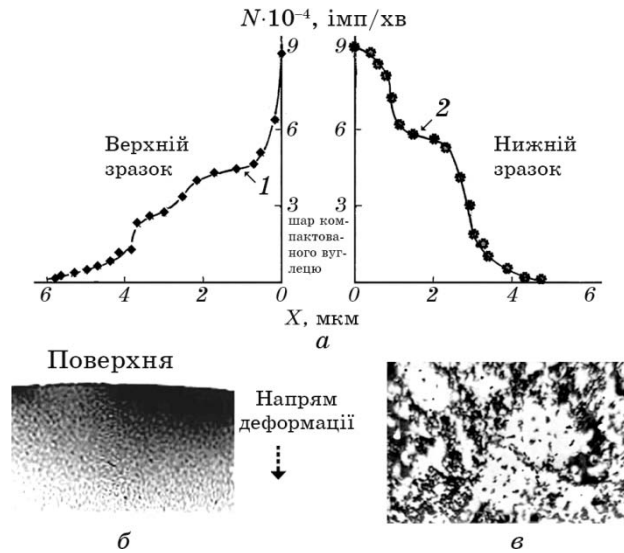 N·10⁻⁴, імп/хв
9
9
6
6
3
3
Верхній
зразок
1
2
Нижній
зразок
шар ком-
пактова-
ного вуг-
лецю
6
4
2
0
0
2
4
6
X, мкм
а
Поверхня
Напрям
деформації
б
в